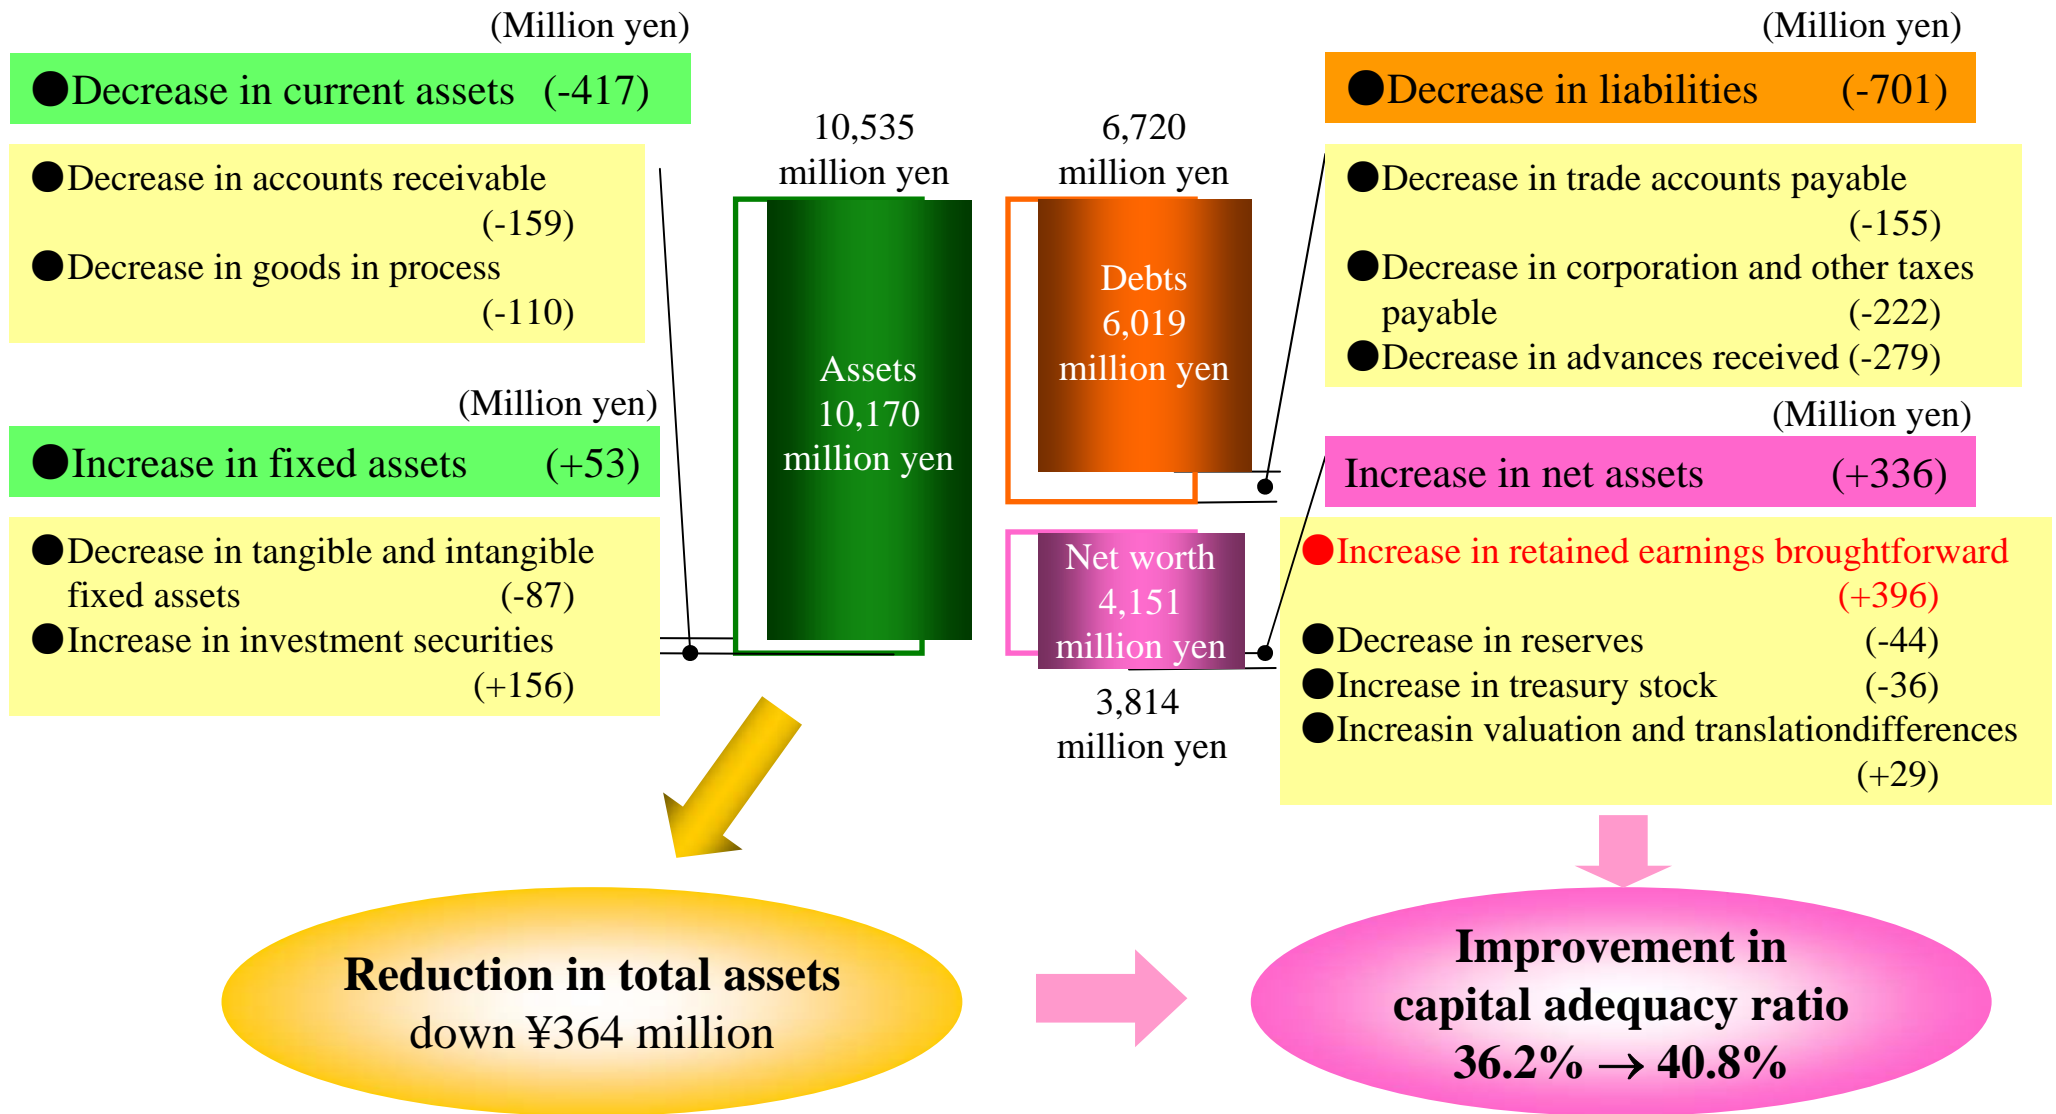 (Million yen)
●Decrease in current assets (-417)
●Decrease in accounts receivable
(-159)
●Decrease in goods in process
(-110)
(Million yen)
●Increase in fixed assets (+53)
●Decrease in tangible and intangible
fixed assets (-87)
●Increase in investment securities
(+156)
10,535
million yen
Assets
10,170
million yen
6,720
million yen
Debts
6,019
million yen
Net worth
4,151
million yen
3,814
million yen
(Million yen)
●Decrease in liabilities (-701)
●Decrease in trade accounts payable
(-155)
●Decrease in corporation and other taxes
payable (-222)
●Decrease in advances received (-279)
(Million yen)
Increase in net assets (+336)
●Increase in retained earnings broughtforward
(+396)
●Decrease in reserves (-44)
●Increase in treasury stock (-36)
●Increasin valuation and translationdifferences
(+29)
Reduction in total assets
down ¥364 million
Improvement in
capital adequacy ratio
36.2% → 40.8%